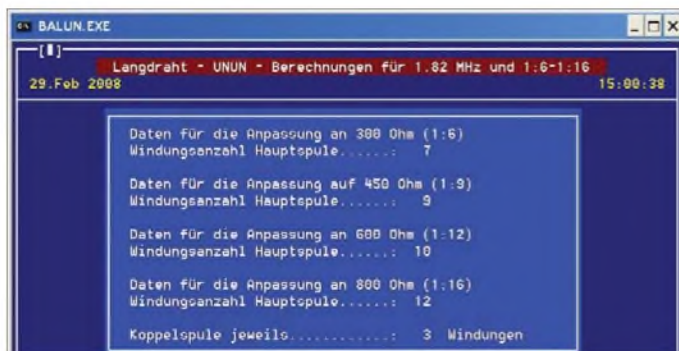 BALUN.EXE
Langdraht - UNUN - Berechnungen für 1.82 MHz und 1:6-1:16
29.Feb 2008 15:00:38
Daten für die Anpassung an 300 Ohm (1:6)
Windungsanzahl Hauptspule......: 7
Daten für die Anpassung auf 450 Ohm (1:9)
Windungsanzahl Hauptspule......: 9
Daten für die Anpassung an 600 Ohm (1:12)
Windungsanzahl Hauptspule......: 10
Daten für die Anpassung an 800 Ohm (1:16)
Windungsanzahl Hauptspule......: 12
Koppelspule jeweils............: 3 Windungen